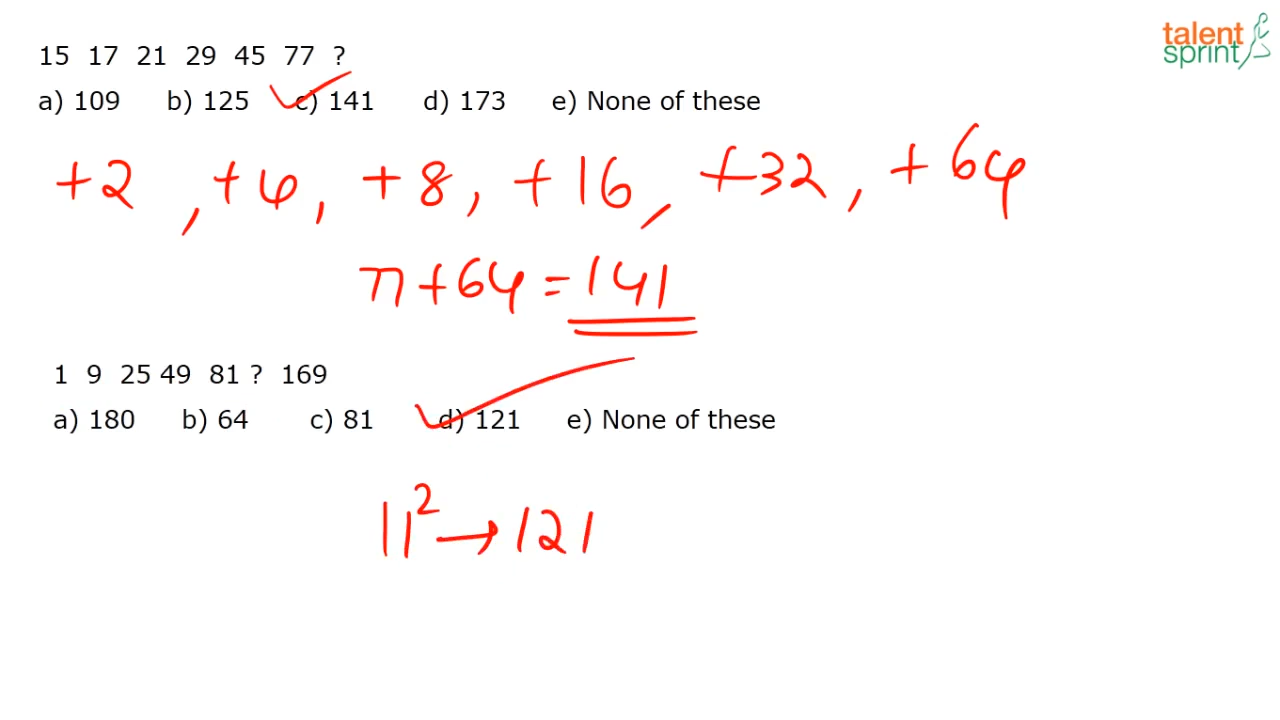 talent
sprint
15 17 21 29 45 77 ?
a) 109 b) 125 c) 141 d) 173 e) None of these
+2 , +4, +8, +16, +32, +64
77+64=141
1 9 25 49 81 ? 169
a) 180 b) 64 c) 81 d) 121 e) None of these
11² → 121